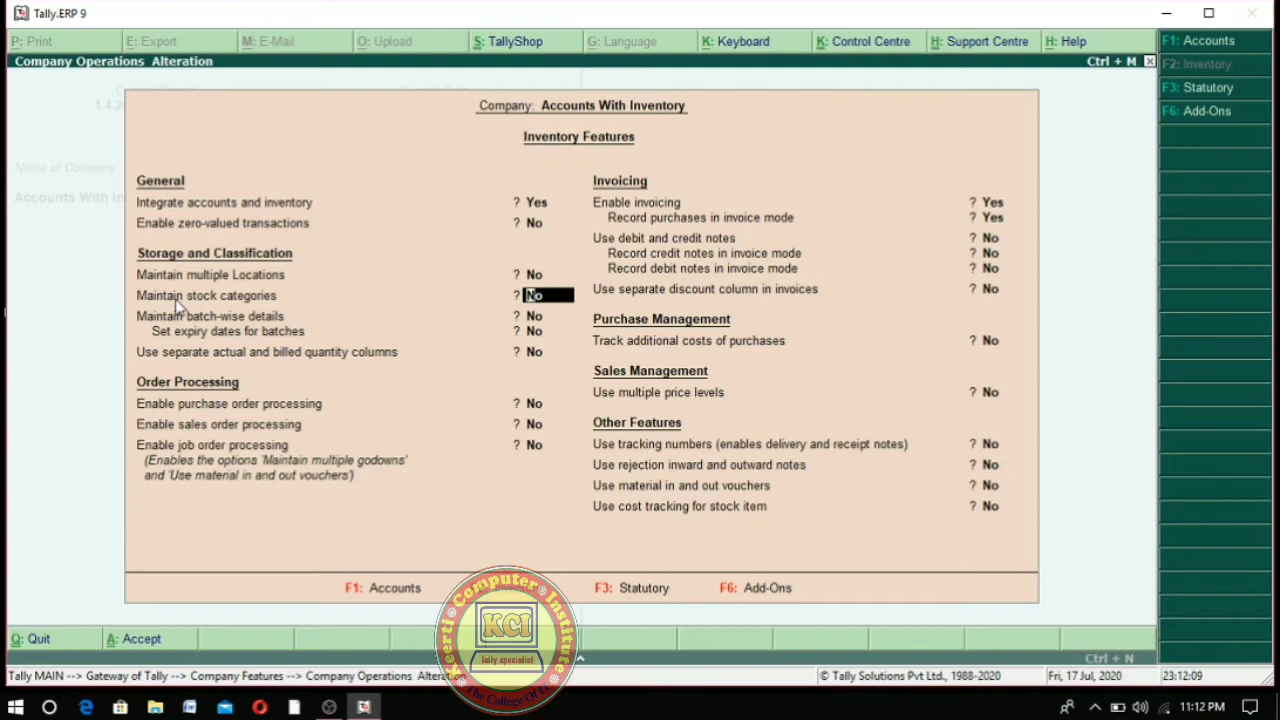 Tally.ERP 9
P: Print E: Export M: E-Mail O: Upload S: TallyShop G: Language K: Keyboard K: Control Centre H: Support Centre H: Help
F1: Accounts
F2: Inventory
F3: Statutory
F6: Add-Ons
Company Operations Alteration Ctrl + M
Company: Accounts With Inventory
Inventory Features
Name of Company
Accounts With In
General
Integrate accounts and inventory ? Yes
Enable zero-valued transactions ? No
Storage and Classification
Maintain multiple Locations ? No
Maintain stock categories ? No
Maintain batch-wise details ? No
Set expiry dates for batches ? No
Use separate actual and billed quantity columns ? No
Order Processing
Enable purchase order processing ? No
Enable sales order processing ? No
Enable job order processing ? No
(Enables the options 'Maintain multiple godowns'
and 'Use material in and out vouchers')
Invoicing
Enable invoicing ? Yes
Record purchases in invoice mode ? Yes
Use debit and credit notes ? No
Record credit notes in invoice mode ? No
Record debit notes in invoice mode ? No
Use separate discount column in invoices ? No
Purchase Management
Track additional costs of purchases ? No
Sales Management
Use multiple price levels ? No
Other Features
Use tracking numbers (enables delivery and receipt notes) ? No
Use rejection inward and outward notes ? No
Use material in and out vouchers ? No
Use cost tracking for stock item ? No
F1: Accounts F3: Statutory F6: Add-Ons
Q: Quit A: Accept
Computer Institute
KCI
Tally specialist
Ctrl + N
Tally MAIN --> Gateway of Tally --> Company Features --> Company Operations Alteration
© Tally Solutions Pvt Ltd., 1988-2020 Fri, 17 Jul, 2020 23:12:09
11:12 PM